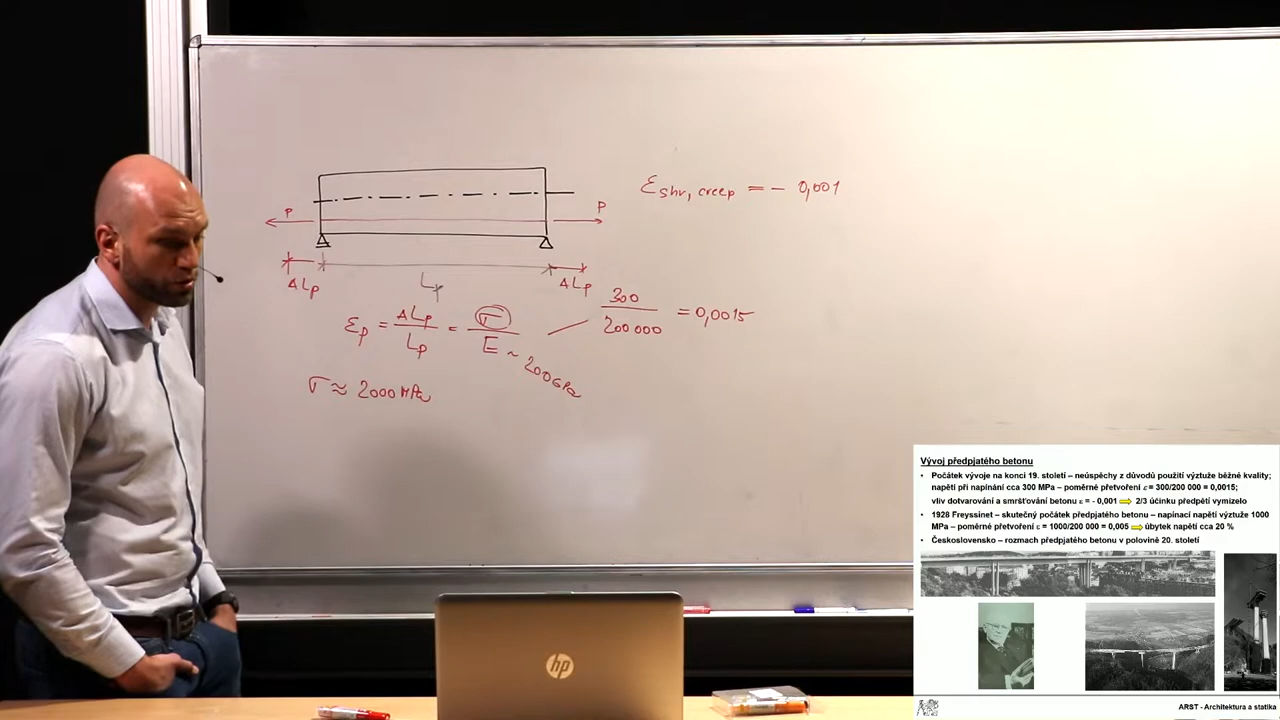 P
P
ΔLp
Lp
ΔLp
εshr, creep = - 0,001
εp = ΔLp / Lp = σ / E ~ 200GPa
300 / 200 000 = 0,0015
σ ≈ 2000 MPa
hp
Vývoj předpjatého betonu
• Počátek vývoje na konci 19. století – neúspěchy z důvodů použití výztuže běžné kvality;
napětí při napínání cca 300 MPa – poměrné přetvoření ε = 300/200 000 = 0,0015;
vliv dotvarování a smršťování betonu ε = - 0,001 ⇨ 2/3 účinku předpětí vymizelo
• 1928 Freyssinet – skutečný počátek předpjatého betonu – napínací napětí výztuže 1000
MPa – poměrné přetvoření ε = 1000/200 000 = 0,005 ⇨ úbytek napětí cca 20 %
• Československo – rozmach předpjatého betonu v polovině 20. století
ARST - Architektura a statika